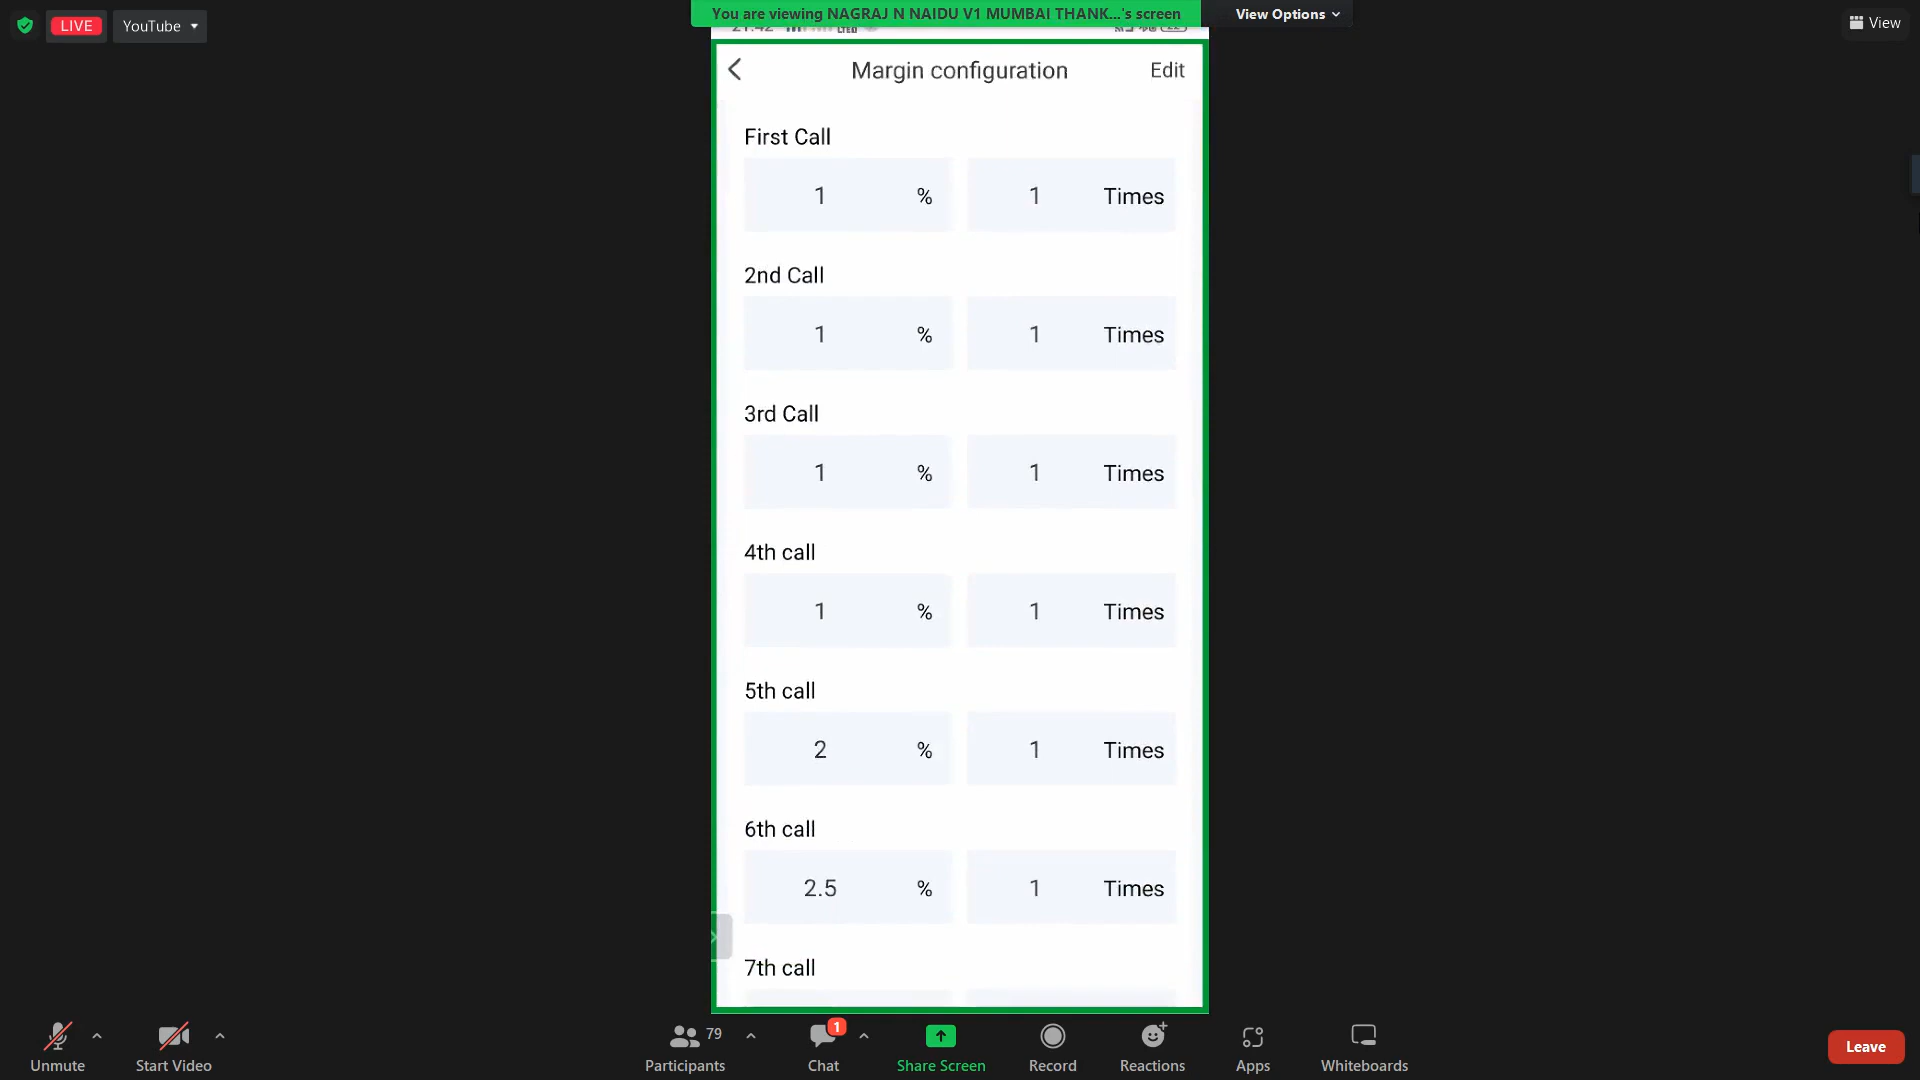 LIVE
YouTube
You are viewing NAGRAJ N NAIDU V1 MUMBAI THANK...'s screen
View Options
View
Margin configuration
Edit
First Call
1 % 1 Times
2nd Call
1 % 1 Times
3rd Call
1 % 1 Times
4th call
1 % 1 Times
5th call
2 % 1 Times
6th call
2.5 % 1 Times
7th call
Unmute
Start Video
79
Participants
1
Chat
Share Screen
Record
Reactions
Apps
Whiteboards
Leave